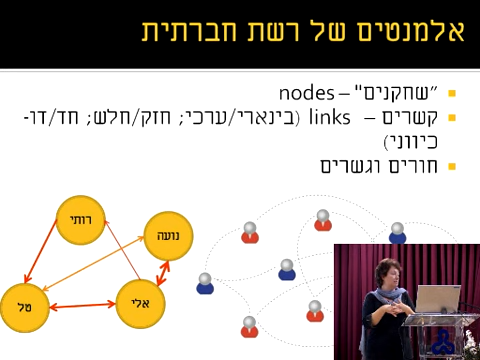 אלמנטים של רשת חברתית
"שחקנים" – nodes
קשרים – links (בינארי/ערכי; חזק/חלש; חד/דו-
כיווני)
חורים וגשרים
רותי
נועה
טל
אלי